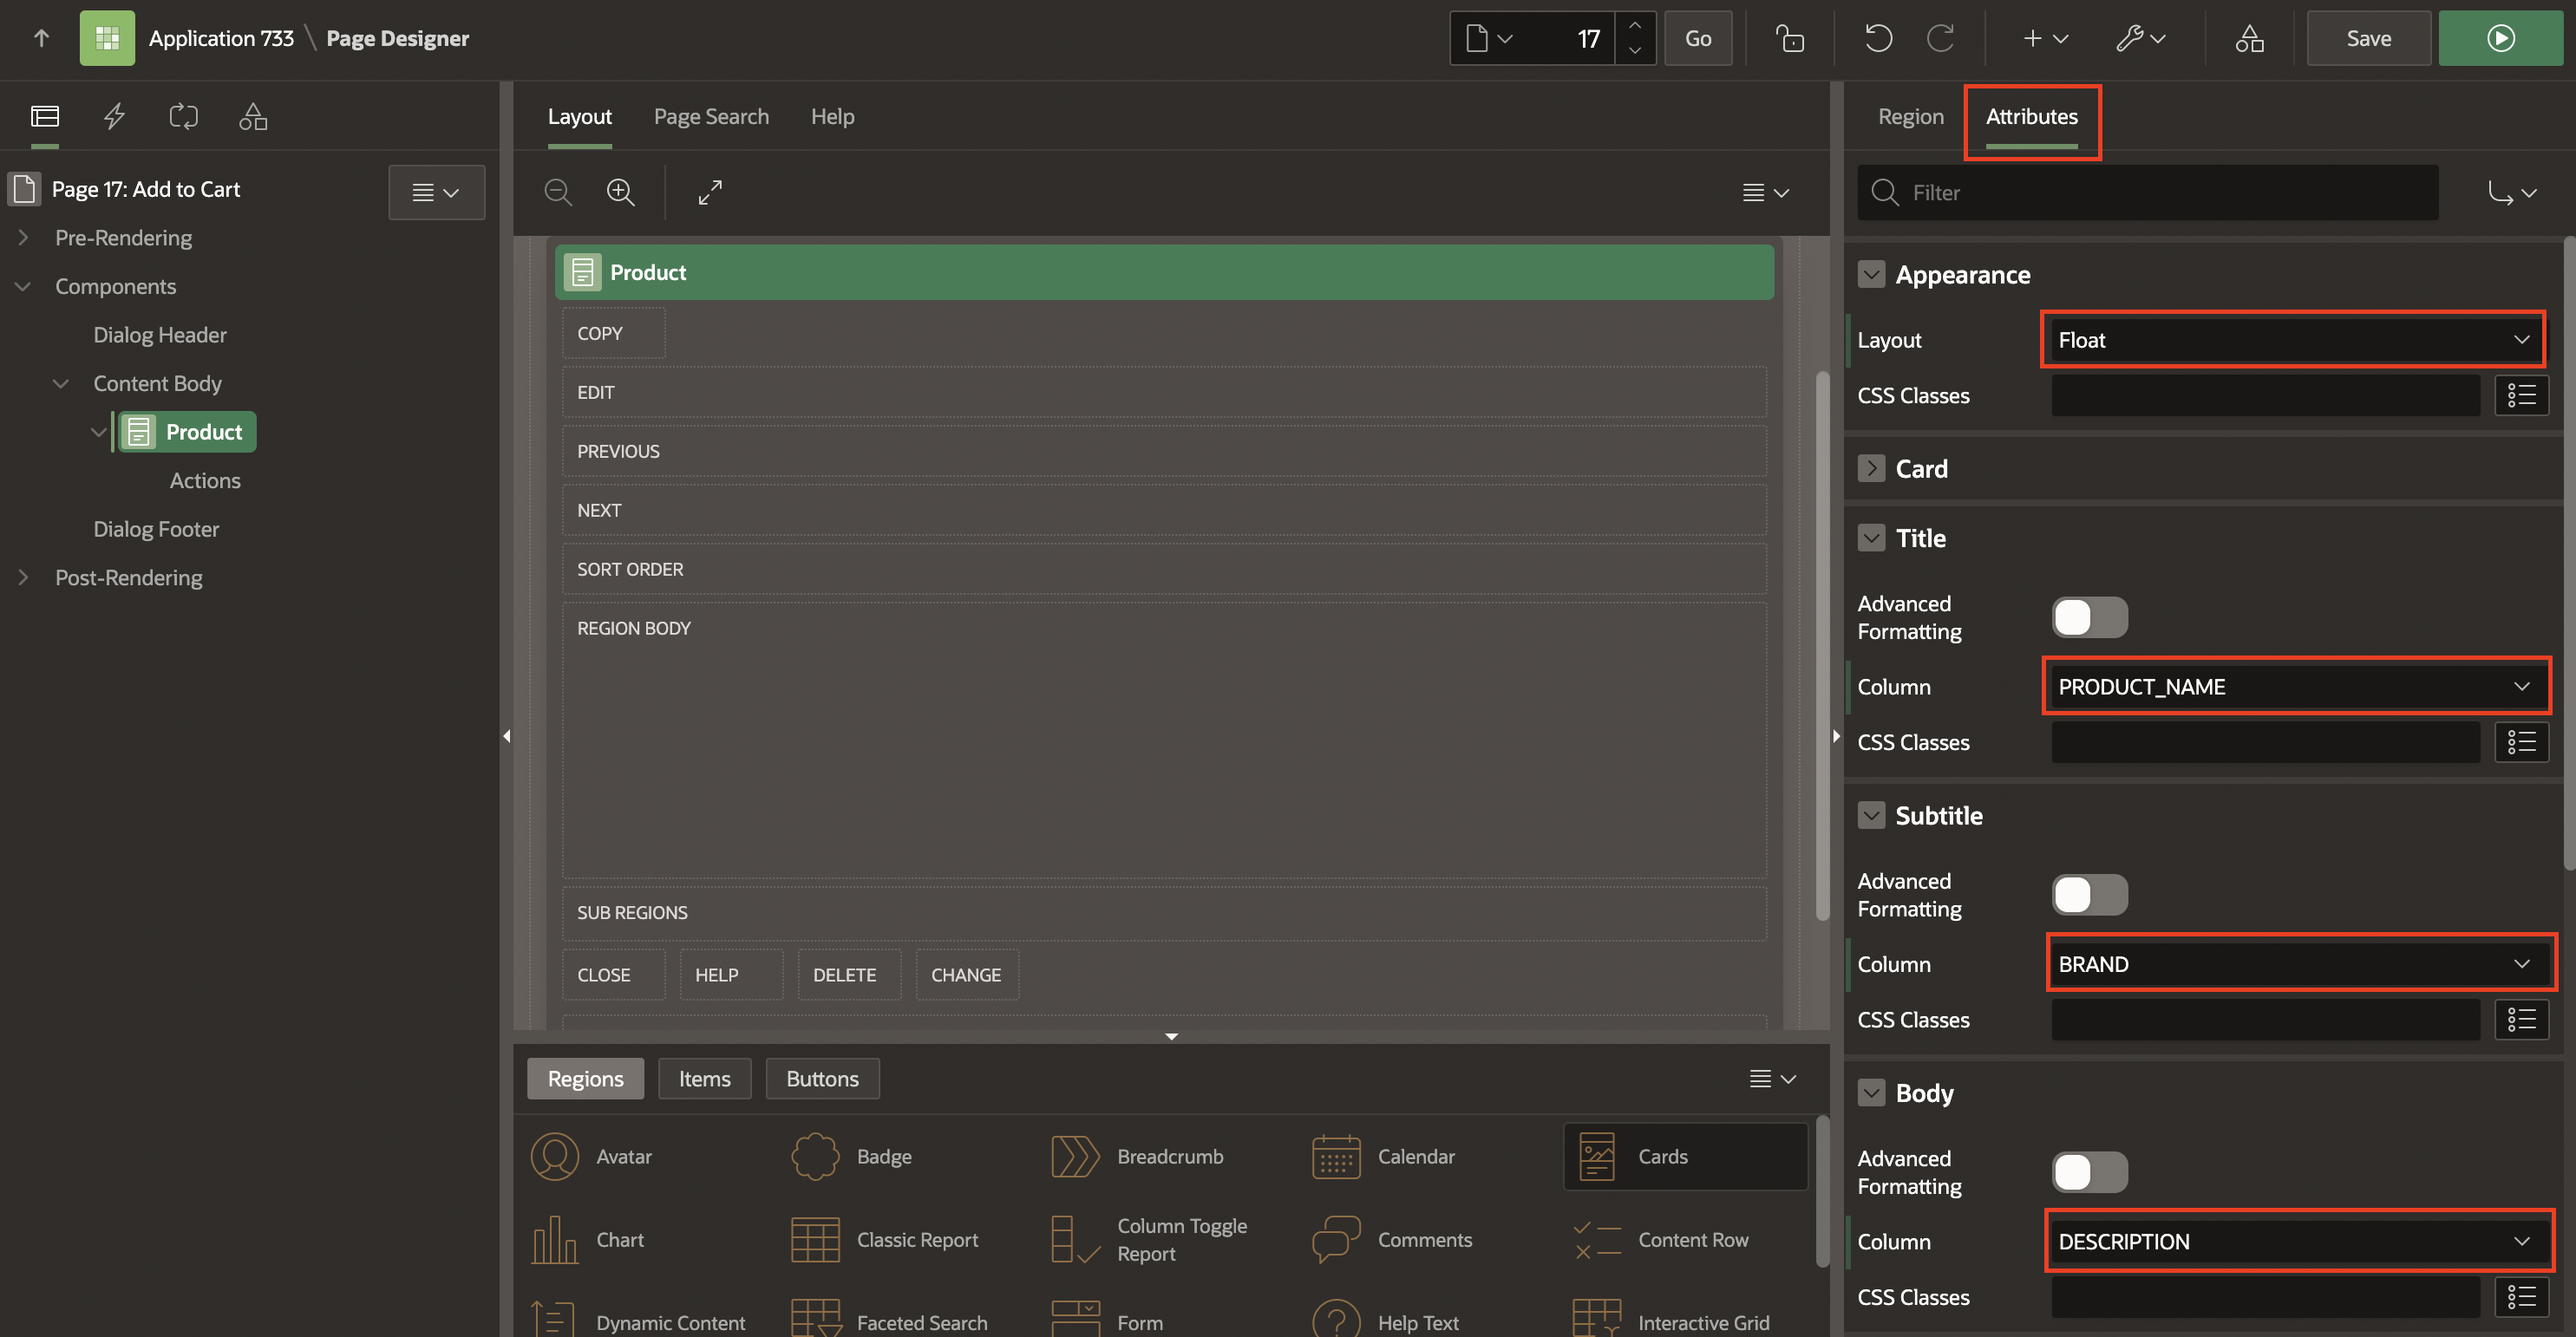 Application 733 \ Page Designer
17
Go
Save
Page 17: Add to Cart
Pre-Rendering
Components
Dialog Header
Content Body
Product
Actions
Dialog Footer
Post-Rendering
Layout
Page Search
Help
Product
COPY
EDIT
PREVIOUS
NEXT
SORT ORDER
REGION BODY
SUB REGIONS
CLOSE
HELP
DELETE
CHANGE
Regions
Items
Buttons
Avatar
Badge
Breadcrumb
Calendar
Cards
Chart
Classic Report
Column Toggle
Report
Comments
Content Row
Dynamic Content
Faceted Search
Form
Help Text
Interactive Grid
Region
Attributes
Filter
Appearance
Layout
Float
CSS Classes
Card
Title
Advanced
Formatting
Column
PRODUCT_NAME
CSS Classes
Subtitle
Advanced
Formatting
Column
BRAND
CSS Classes
Body
Advanced
Formatting
Column
DESCRIPTION
CSS Classes